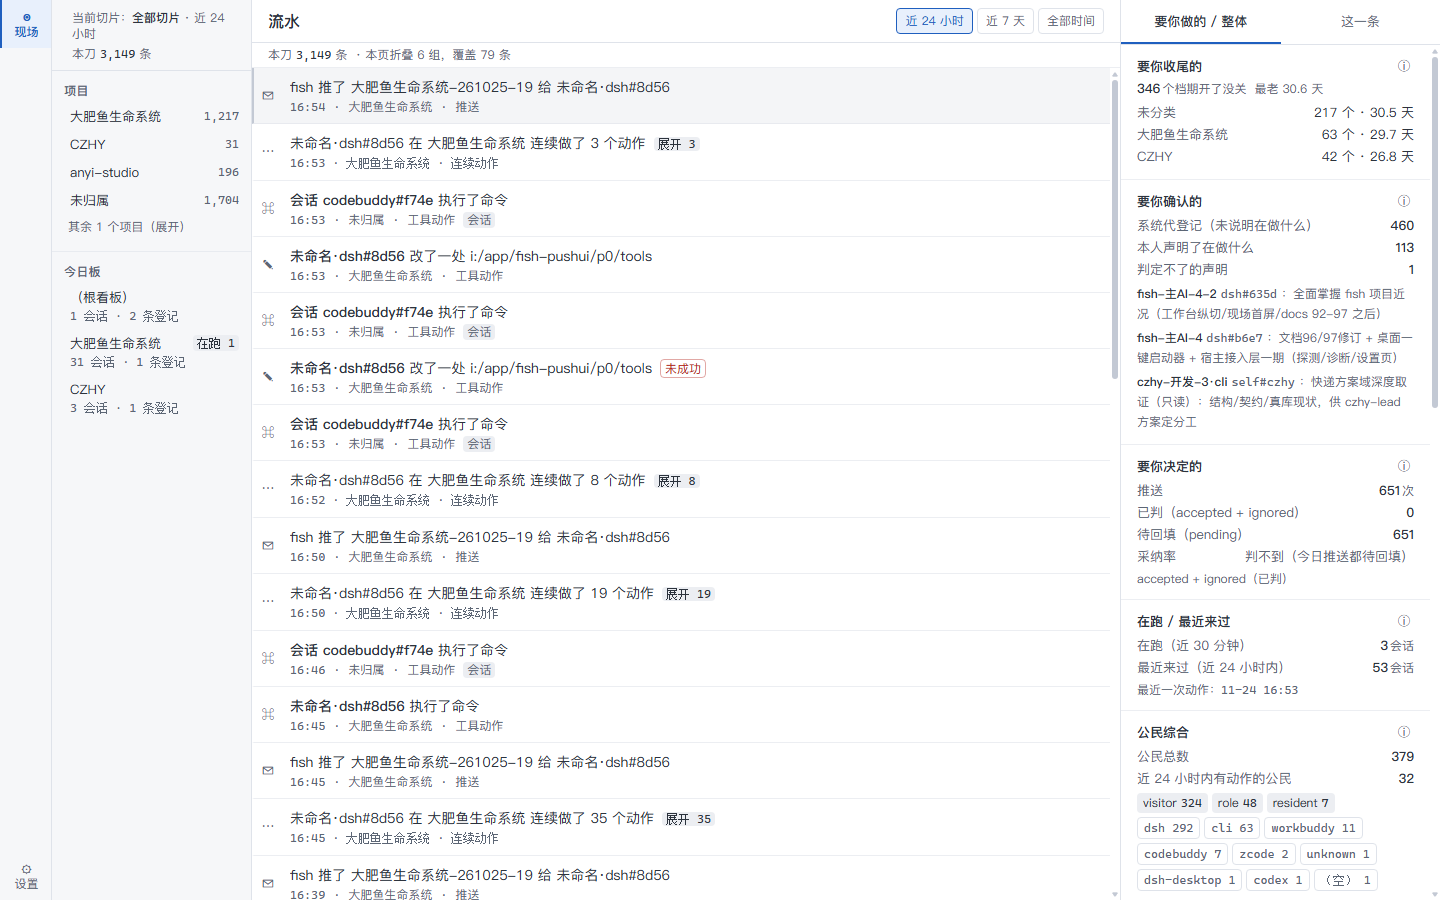 现场
设置
当前切片：全部切片 · 近 24
小时
本刀 3,149 条
项目
大肥鱼生命系统 1,217
CZHY 31
anyi-studio 196
未归属 1,704
其余 1 个项目（展开）
今日板
（根看板）
1 会话 · 2 条登记
大肥鱼生命系统 在跑 1
31 会话 · 1 条登记
CZHY
3 会话 · 1 条登记
流水
近 24 小时 近 7 天 全部时间
本刀 3,149 条 · 本页折叠 6 组，覆盖 79 条
fish 推了 大肥鱼生命系统-261025-19 给 未命名·dsh#8d56
16:54 · 大肥鱼生命系统 · 推送
未命名·dsh#8d56 在 大肥鱼生命系统 连续做了 3 个动作 展开 3
16:53 · 大肥鱼生命系统 · 连续动作
会话 codebuddy#f74e 执行了命令
16:53 · 未归属 · 工具动作 会话
未命名·dsh#8d56 改了一处 i:/app/fish-pushui/p0/tools
16:53 · 大肥鱼生命系统 · 工具动作
会话 codebuddy#f74e 执行了命令
16:53 · 未归属 · 工具动作 会话
未命名·dsh#8d56 改了一处 i:/app/fish-pushui/p0/tools 未成功
16:53 · 大肥鱼生命系统 · 工具动作
会话 codebuddy#f74e 执行了命令
16:53 · 未归属 · 工具动作 会话
未命名·dsh#8d56 在 大肥鱼生命系统 连续做了 8 个动作 展开 8
16:52 · 大肥鱼生命系统 · 连续动作
fish 推了 大肥鱼生命系统-261025-19 给 未命名·dsh#8d56
16:50 · 大肥鱼生命系统 · 推送
未命名·dsh#8d56 在 大肥鱼生命系统 连续做了 19 个动作 展开 19
16:50 · 大肥鱼生命系统 · 连续动作
会话 codebuddy#f74e 执行了命令
16:46 · 未归属 · 工具动作 会话
未命名·dsh#8d56 执行了命令
16:45 · 大肥鱼生命系统 · 工具动作
fish 推了 大肥鱼生命系统-261025-19 给 未命名·dsh#8d56
16:45 · 大肥鱼生命系统 · 推送
未命名·dsh#8d56 在 大肥鱼生命系统 连续做了 35 个动作 展开 35
16:45 · 大肥鱼生命系统 · 连续动作
fish 推了 大肥鱼生命系统-261025-19 给 未命名·dsh#8d56
16:39 · 大肥鱼生命系统 · 推送
要你做的 / 整体 这一条
要你收尾的
346个档期开了没关 最老 30.6 天
未分类 217 个 · 30.5 天
大肥鱼生命系统 63 个 · 29.7 天
CZHY 42 个 · 26.8 天
要你确认的
系统代登记（未说明在做什么） 460
本人声明了在做什么 113
判定不了的声明 1
fish-主AI-4-2 dsh#635d：全面掌握 fish 项目近
况（工作台纵切/现场首屏/docs 92-97 之后）
fish-主AI-4 dsh#b6e7：文档96/97修订 + 桌面一
键启动器 + 宿主接入层一期（探测/诊断/设置页）
czhy-开发-3·cli self#czhy：快递方案域深度取
证（只读）：结构/契约/真库现状，供 czhy-lead
方案定分工
要你决定的
推送 651次
已判（accepted + ignored） 0
待回填（pending） 651
采纳率 判不到（今日推送都待回填）
accepted + ignored（已判）
在跑 / 最近来过
在跑（近 30 分钟） 3会话
最近来过（近 24 小时内） 53会话
最近一次动作：11-24 16:53
公民综合
公民总数 379
近 24 小时内有动作的公民 32
visitor 324 role 48 resident 7
dsh 292 cli 63 workbuddy 11
codebuddy 7 zcode 2 unknown 1
dsh-desktop 1 codex 1 （空） 1